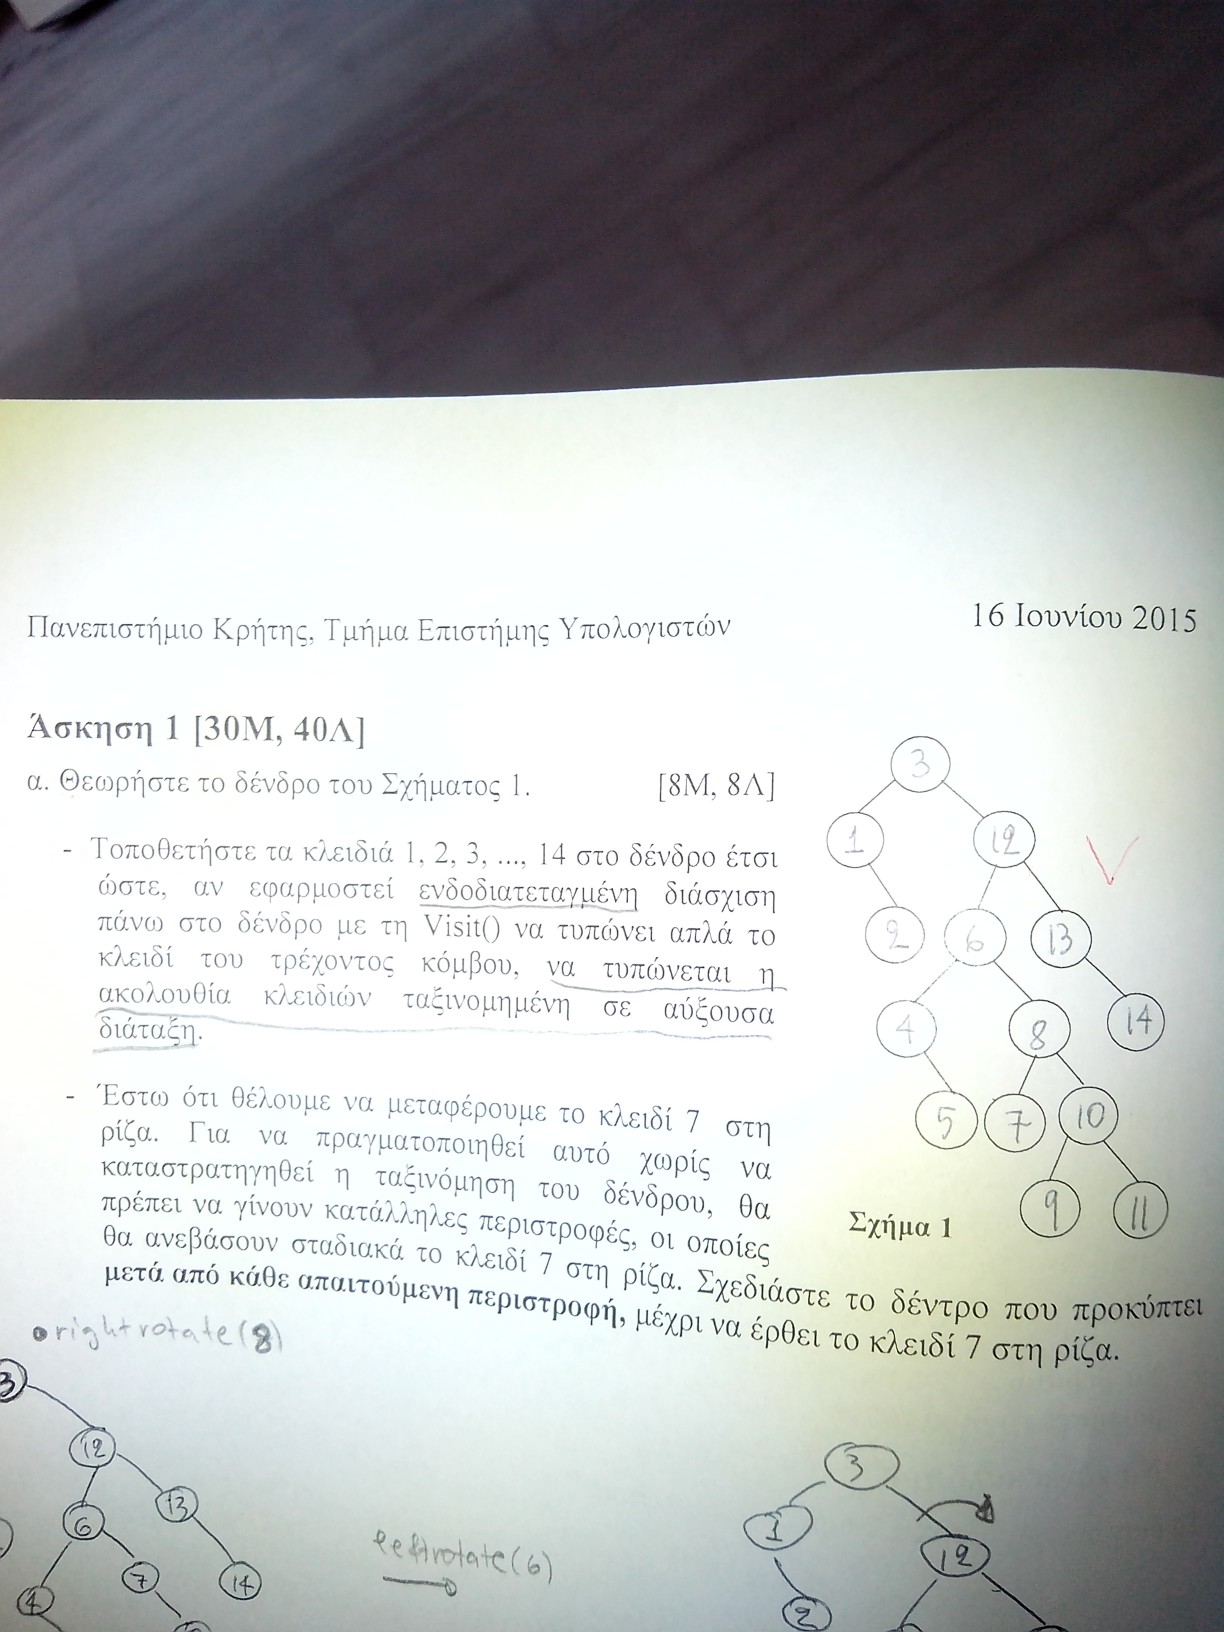 Πανεπιστήμιο Κρήτης, Τμήμα Επιστήμης Υπολογιστών
16 Ιουνίου 2015
Άσκηση 1 [30Μ, 40Λ]
α. Θεωρήστε το δένδρο του Σχήματος 1. [8Μ, 8Λ]
- Τοποθετήστε τα κλειδιά 1, 2, 3, ..., 14 στο δένδρο έτσι
ώστε, αν εφαρμοστεί ενδοδιατεταγμένη διάσχιση
πάνω στο δένδρο με τη Visit() να τυπώνει απλά το
κλειδί του τρέχοντος κόμβου, να τυπώνεται η
ακολουθία κλειδιών ταξινομημένη σε αύξουσα
διάταξη.
- Έστω ότι θέλουμε να μεταφέρουμε το κλειδί 7 στη
ρίζα. Για να πραγματοποιηθεί αυτό χωρίς να
καταστρατηγηθεί η ταξινόμηση του δένδρου, θα
πρέπει να γίνουν κατάλληλες περιστροφές, οι οποίες
θα ανεβάσουν σταδιακά το κλειδί 7 στη ρίζα. Σχεδιάστε το δέντρο που προκύπτει
μετά από κάθε απαιτούμενη περιστροφή, μέχρι να έρθει το κλειδί 7 στη ρίζα.
3
1 12
2 6 13
4 8 14
5 7 10
9 11
Σχήμα 1
rightrotate(8)
3
12
6 13
4 7 14
leftrotate(6)
3
1 12
2